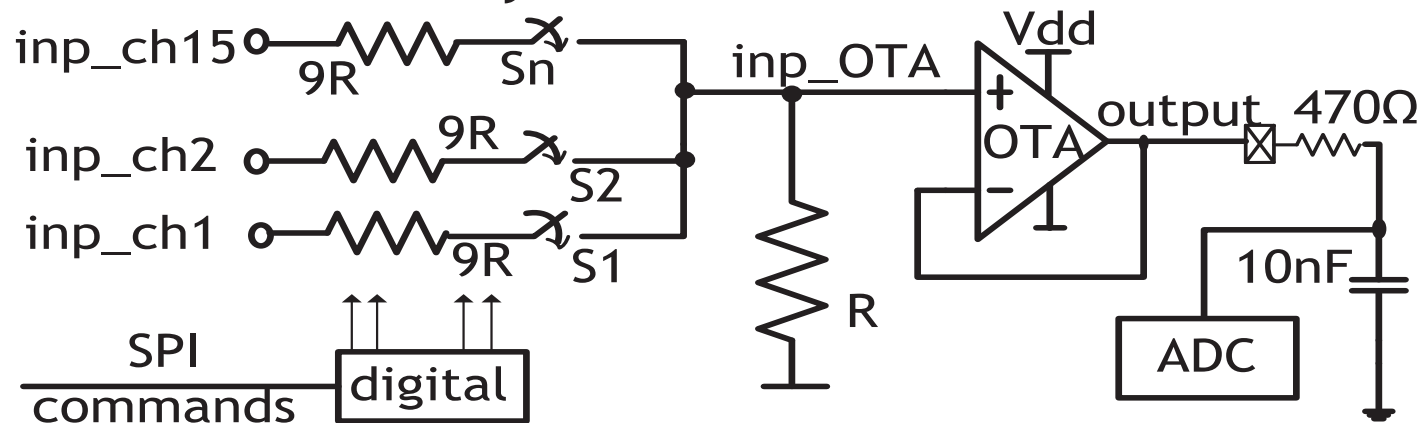 inp_ch15
9R
Sn
inp_OTA
Vdd
+
OTA
-
output
470Ω
inp_ch2
9R
S2
inp_ch1
9R
S1
R
10nF
ADC
SPI
commands
digital